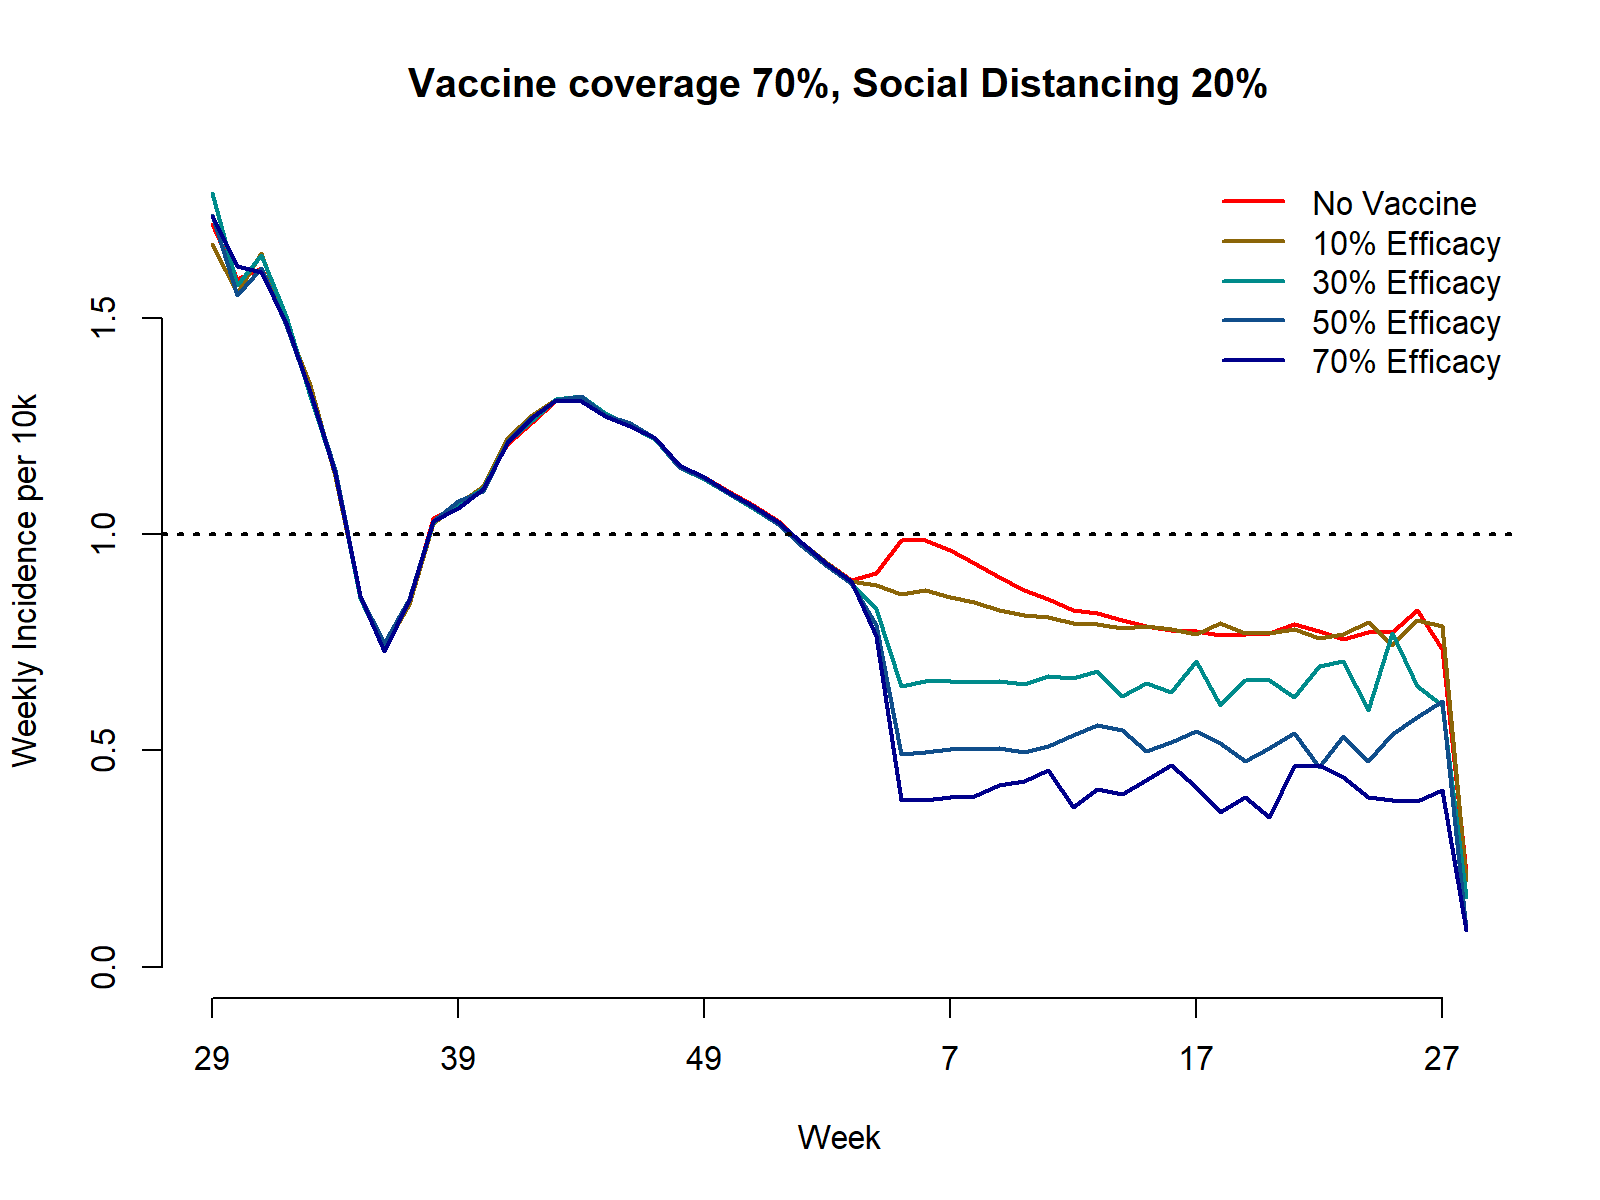 Vaccine coverage 70%, Social Distancing 20%
No Vaccine
10% Efficacy
30% Efficacy
50% Efficacy
70% Efficacy
Weekly Incidence per 10k
1.5
1.0
0.5
0.0
29 39 49 7 17 27
Week